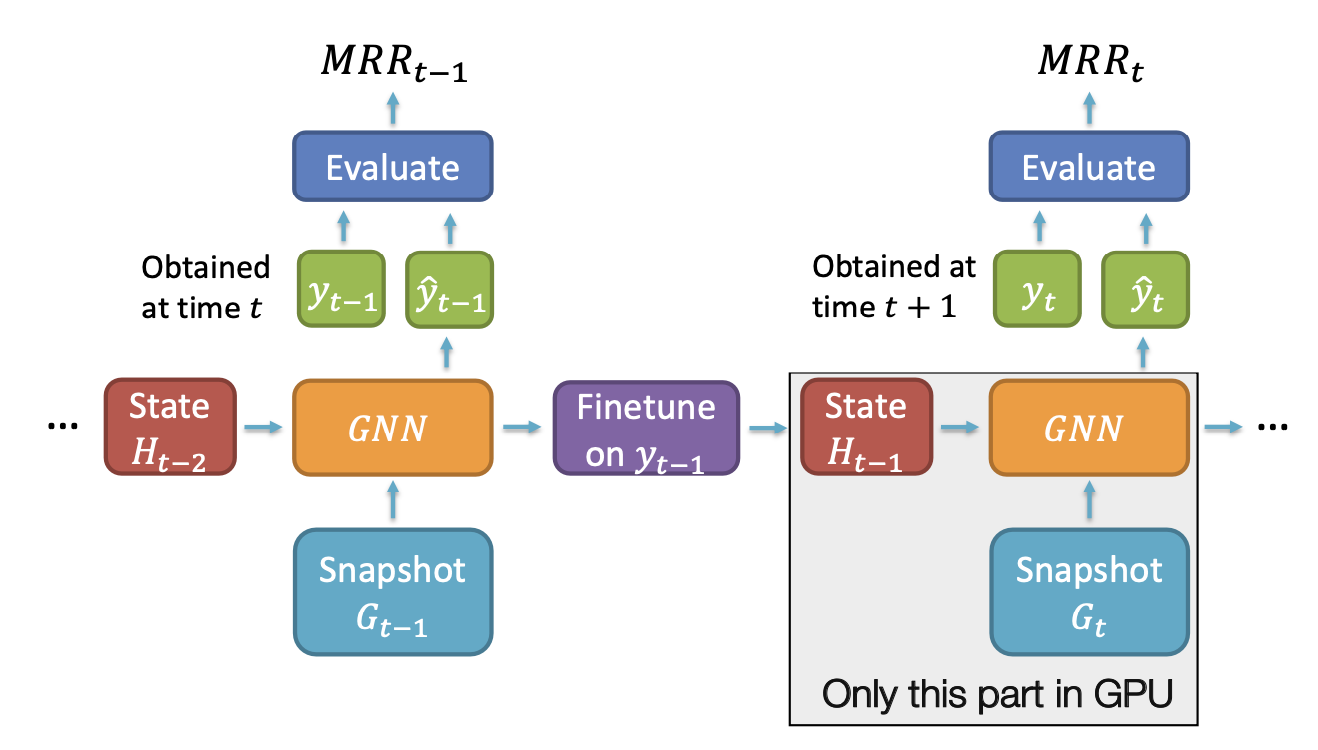 $MRR_{t-1}$
$MRR_t$
Evaluate
Evaluate
Obtained
at time $t$
$y_{t-1}$
$\hat{y}_{t-1}$
Obtained at
time $t+1$
$y_t$
$\hat{y}_t$
...
State
$H_{t-2}$
$GNN$
Finetune
on $y_{t-1}$
State
$H_{t-1}$
$GNN$
...
Snapshot
$G_{t-1}$
Snapshot
$G_t$
Only this part in GPU